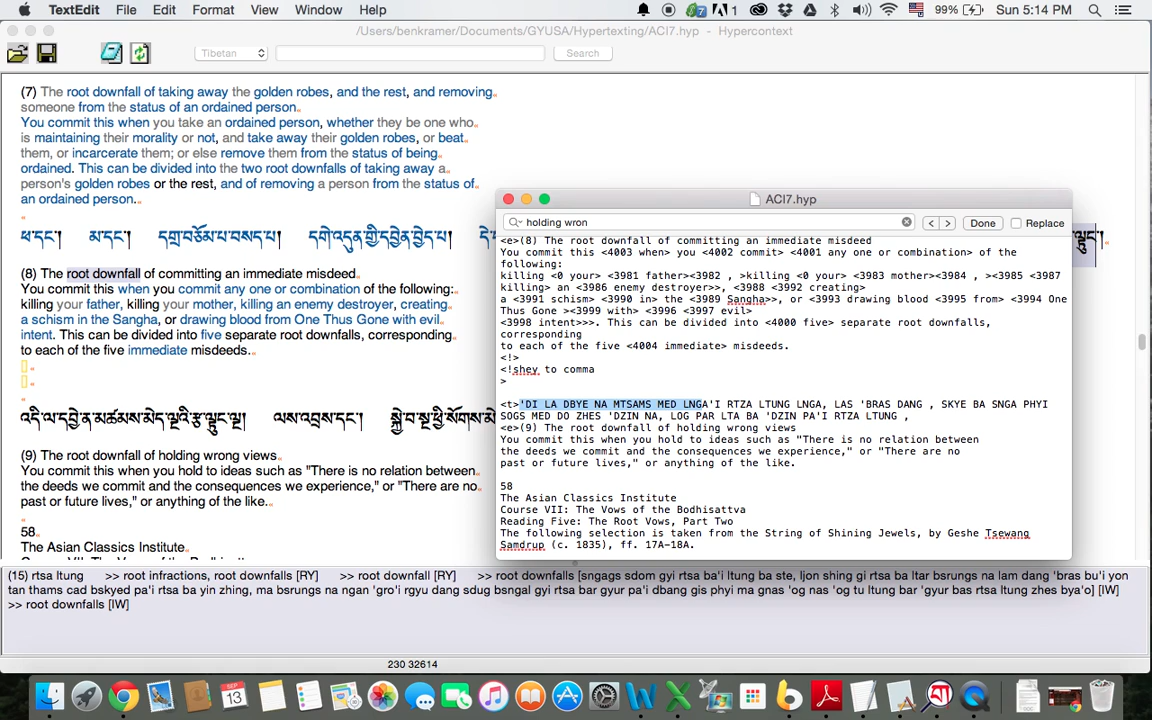 TextEdit File Edit Format View Window Help 7 1 99% Sun 5:14 PM
/Users/benkramer/Documents/GYUSA/Hypertexting/ACI7.hyp - Hypercontext
Tibetan Search
(7) The root downfall of taking away the golden robes, and the rest, and removing
someone from the status of an ordained person.
You commit this when you take an ordained person, whether they be one who
is maintaining their morality or not, and take away their golden robes, or beat
them, or incarcerate them; or else remove them from the status of being
ordained. This can be divided into the two root downfalls of taking away a
person's golden robes or the rest, and of removing a person from the status of
an ordained person.
ཕ་དང་། མ་དང་། དགྲ་བཅོམ་པ་བསད་པ། དགེ་འདུན་གྱི་དབྱེན་བྱེད་པ།
(8) The root downfall of committing an immediate misdeed
You commit this when you commit any one or combination of the following:
killing your father, killing your mother, killing an enemy destroyer, creating
a schism in the Sangha, or drawing blood from One Thus Gone with evil
intent. This can be divided into five separate root downfalls, corresponding
to each of the five immediate misdeeds.
འདི་ལ་དབྱེ་ན་མཚམས་མེད་ལྔའི་རྩ་ལྟུང་ལྔ། ལས་འབྲས་དང་། སྐྱེ་བ་སྔ་ཕྱི་སོགས་མེ
(9) The root downfall of holding wrong views
You commit this when you hold to ideas such as "There is no relation between
the deeds we commit and the consequences we experience," or "There are no
past or future lives," or anything of the like.
58
The Asian Classics Institute
ACI7.hyp
holding wron Done Replace
<e>(8) The root downfall of committing an immediate misdeed
You commit this <4003 when> you <4002 commit> <4001 any one or combination> of the
following:
killing <0 your> <3981 father><3982 , >killing <0 your> <3983 mother><3984 , ><3985 <3987
killing> an <3986 enemy destroyer>>, <3988 <3992 creating>
a <3991 schism> <3990 in> the <3989 Sangha>>, or <3993 drawing blood <3995 from> <3994 One
Thus Gone ><3999 with> <3996 <3997 evil>
<3998 intent>>>. This can be divided into <4000 five> separate root downfalls,
corresponding
to each of the five <4004 immediate> misdeeds.
<!>
<!shey to comma
>
<t>'DI LA DBYE NA MTSAMS MED LNGA'I RTZA LTUNG LNGA, LAS 'BRAS DANG , SKYE BA SNGA PHYI
SOGS MED DO ZHES 'DZIN NA, LOG PAR LTA BA 'DZIN PA'I RTZA LTUNG ,
<e>(9) The root downfall of holding wrong views
You commit this when you hold to ideas such as "There is no relation between
the deeds we commit and the consequences we experience," or "There are no
past or future lives," or anything of the like.
58
The Asian Classics Institute
Course VII: The Vows of the Bodhisattva
Reading Five: The Root Vows, Part Two
The following selection is taken from the String of Shining Jewels, by Geshe Tsewang
Samdrup (c. 1835), ff. 17A-18A.
(15) rtsa ltung >> root infractions, root downfalls [RY] >> root downfall [RY] >> root downfalls [sngags sdom gyi rtsa ba'i ltung ba ste, ljon shing gi rtsa ba ltar bsrungs na lam dang 'bras bu'i yon
tan thams cad bskyed pa'i rtsa ba yin zhing, ma bsrungs na ngan 'gro'i rgyu dang sdug bsngal gyi rtsa bar gyur pa'i dbang gis phyi ma gnas 'og nas 'og tu ltung bar 'gyur bas rtsa ltung zhes bya'o] [IW]
>> root downfalls [IW]
230 32614
SEP
13